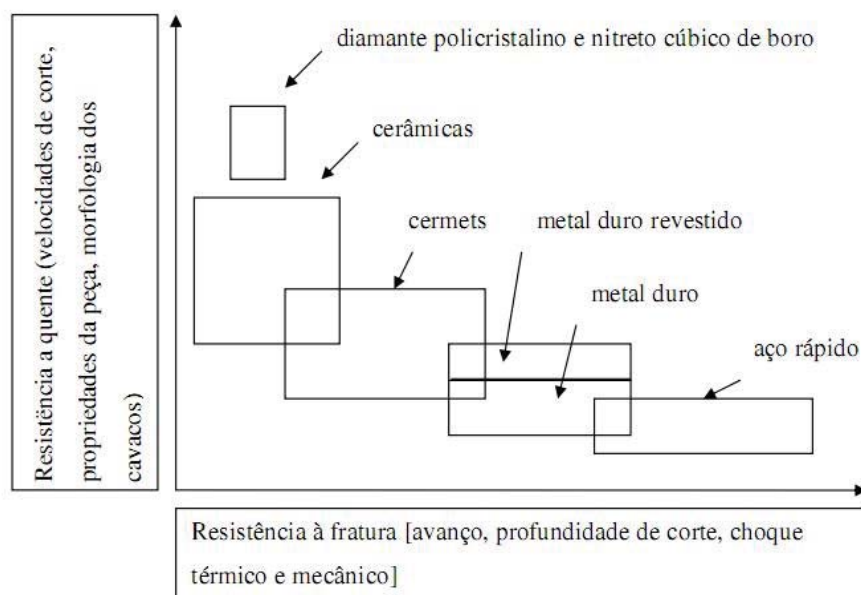 diamante policristalino e nitreto cúbico de boro
cerâmicas
cermets
metal duro revestido
metal duro
aço rápido
Resistência a quente (velocidades de corte,
propriedades da peça, morfologia dos
cavacos)
Resistência à fratura [avanço, profundidade de corte, choque
térmico e mecânico]